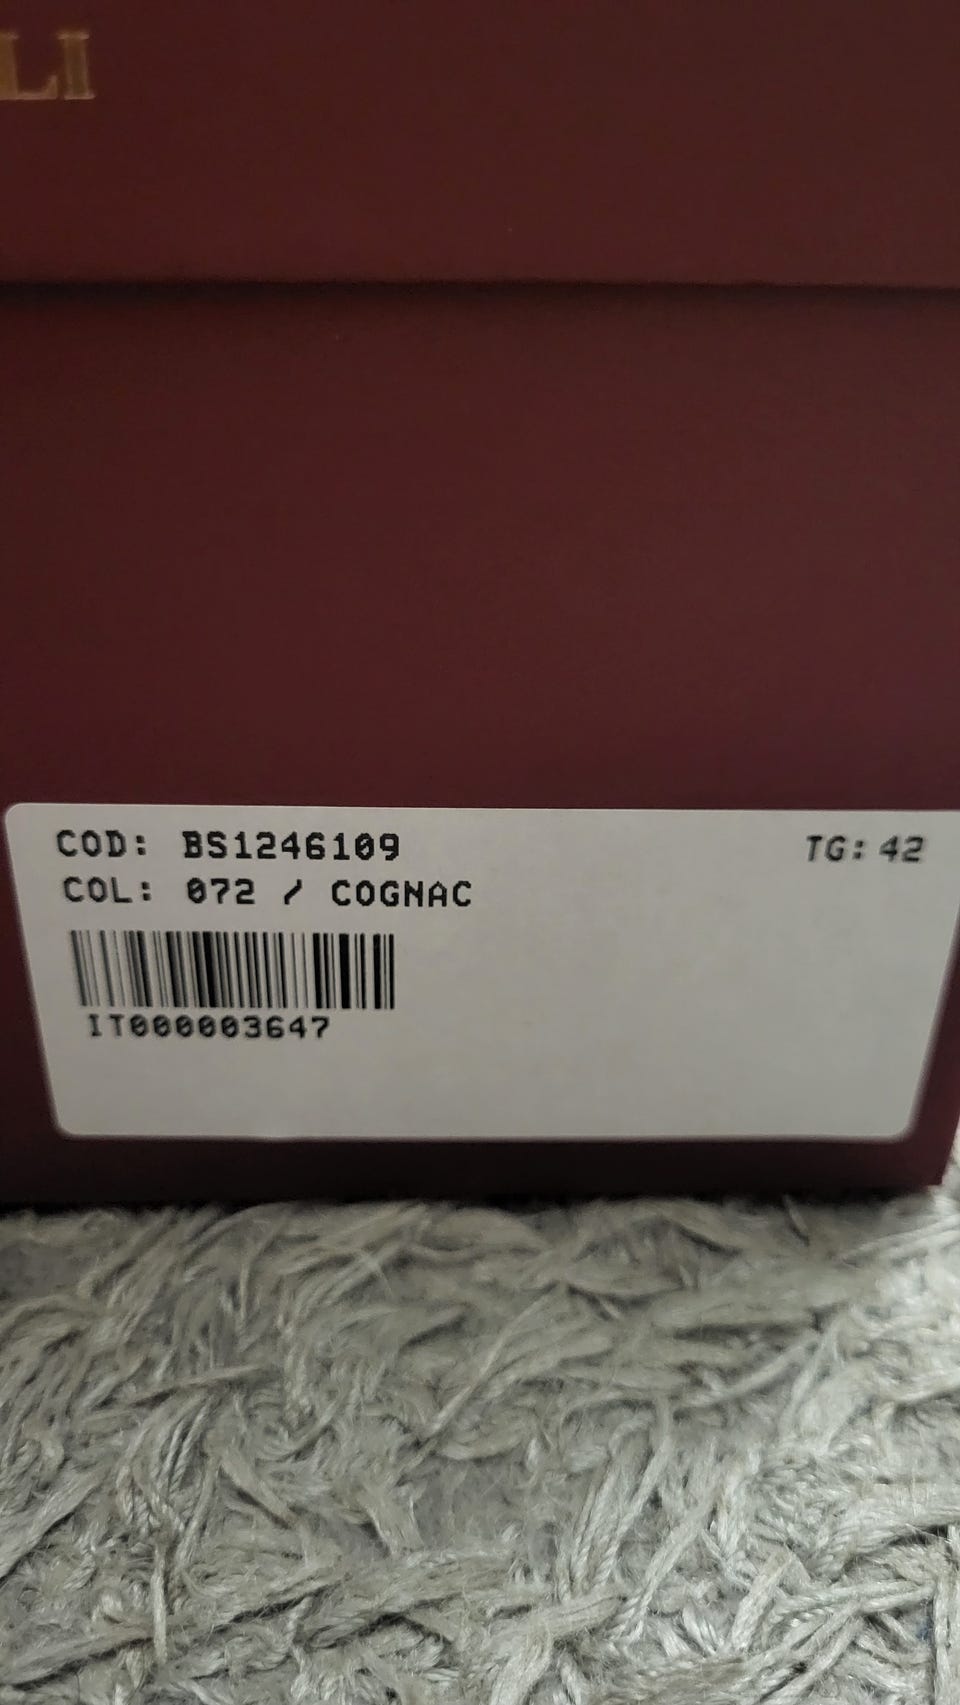 LI
COD: BS1246109
TG: 42
COL: 072 / COGNAC
IT000003647